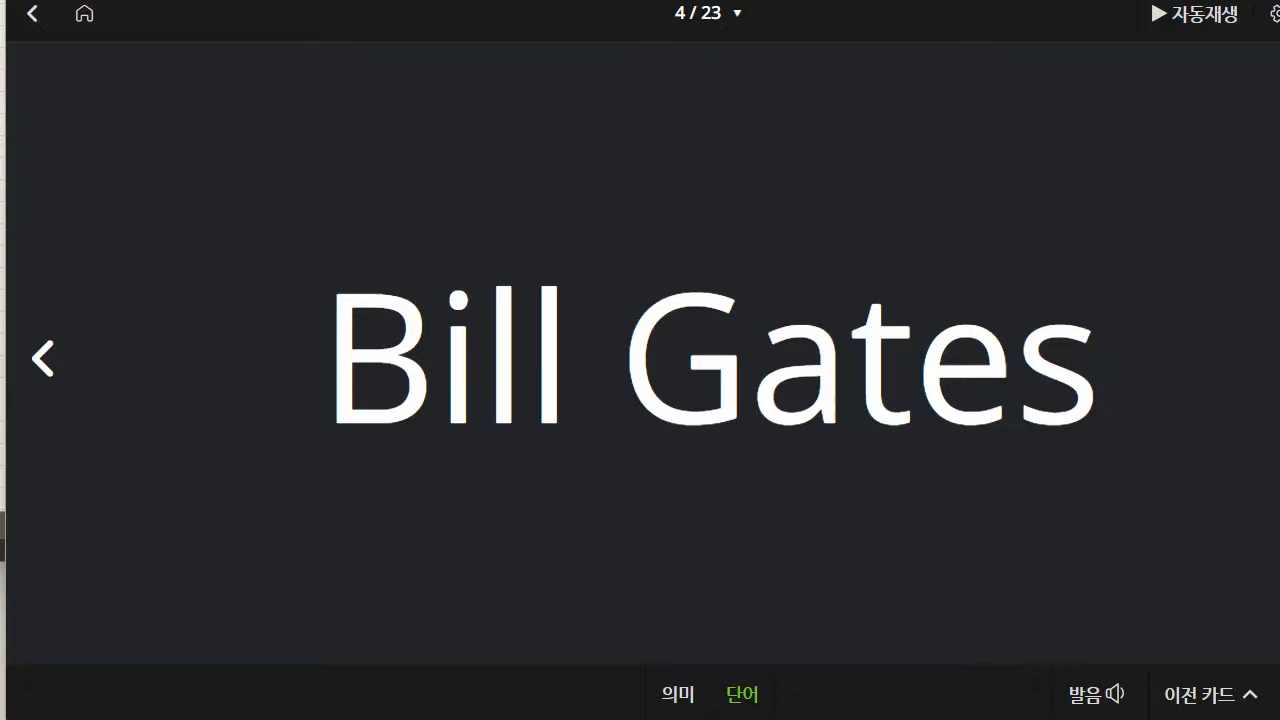 4 / 23 ▼
▶ 자동재생
Bill Gates
의미
단어
발음
이전 카드